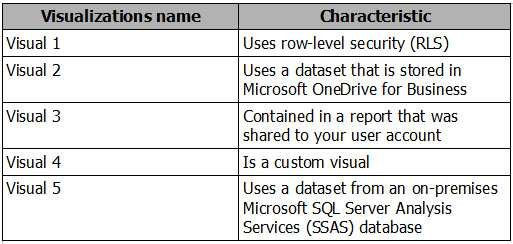 Visualizations name Characteristic
Visual 1 Uses row-level security (RLS)
Visual 2 Uses a dataset that is stored in
Microsoft OneDrive for Business
Visual 3 Contained in a report that was
shared to your user account
Visual 4 Is a custom visual
Visual 5 Uses a dataset from an on-premises
Microsoft SQL Server Analysis
Services (SSAS) database